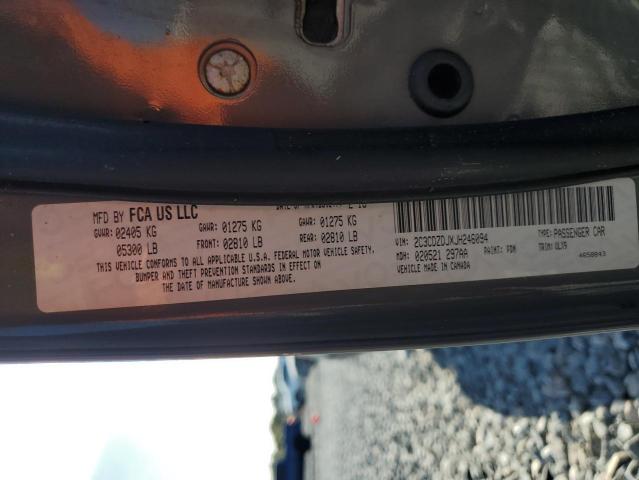 MFD BY FCA US LLC
GVWR: 02405 KG GAWR: 01275 KG GAWR: 01275 KG
05300 LB FRONT: 02810 LB REAR: 02810 LB
THIS VEHICLE CONFORMS TO ALL APPLICABLE U.S.A. FEDERAL MOTOR VEHICLE SAFETY,
BUMPER AND THEFT PREVENTION STANDARDS IN EFFECT ON
THE DATE OF MANUFACTURE SHOWN ABOVE.
VIN: 2C3CDZDJXJH246094 TYPE: PASSENGER CAR
MDH: 020521 297AA PAINT: PDN TRIM: ULX9
VEHICLE MADE IN CANADA 4658843